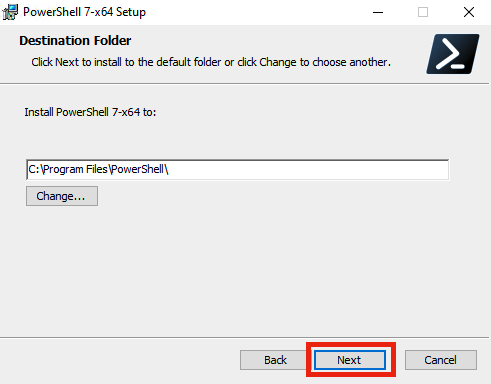 PowerShell 7-x64 Setup
Destination Folder
Click Next to install to the default folder or click Change to choose another.
Install PowerShell 7-x64 to:
C:\Program Files\PowerShell\
Change...
Back Next Cancel